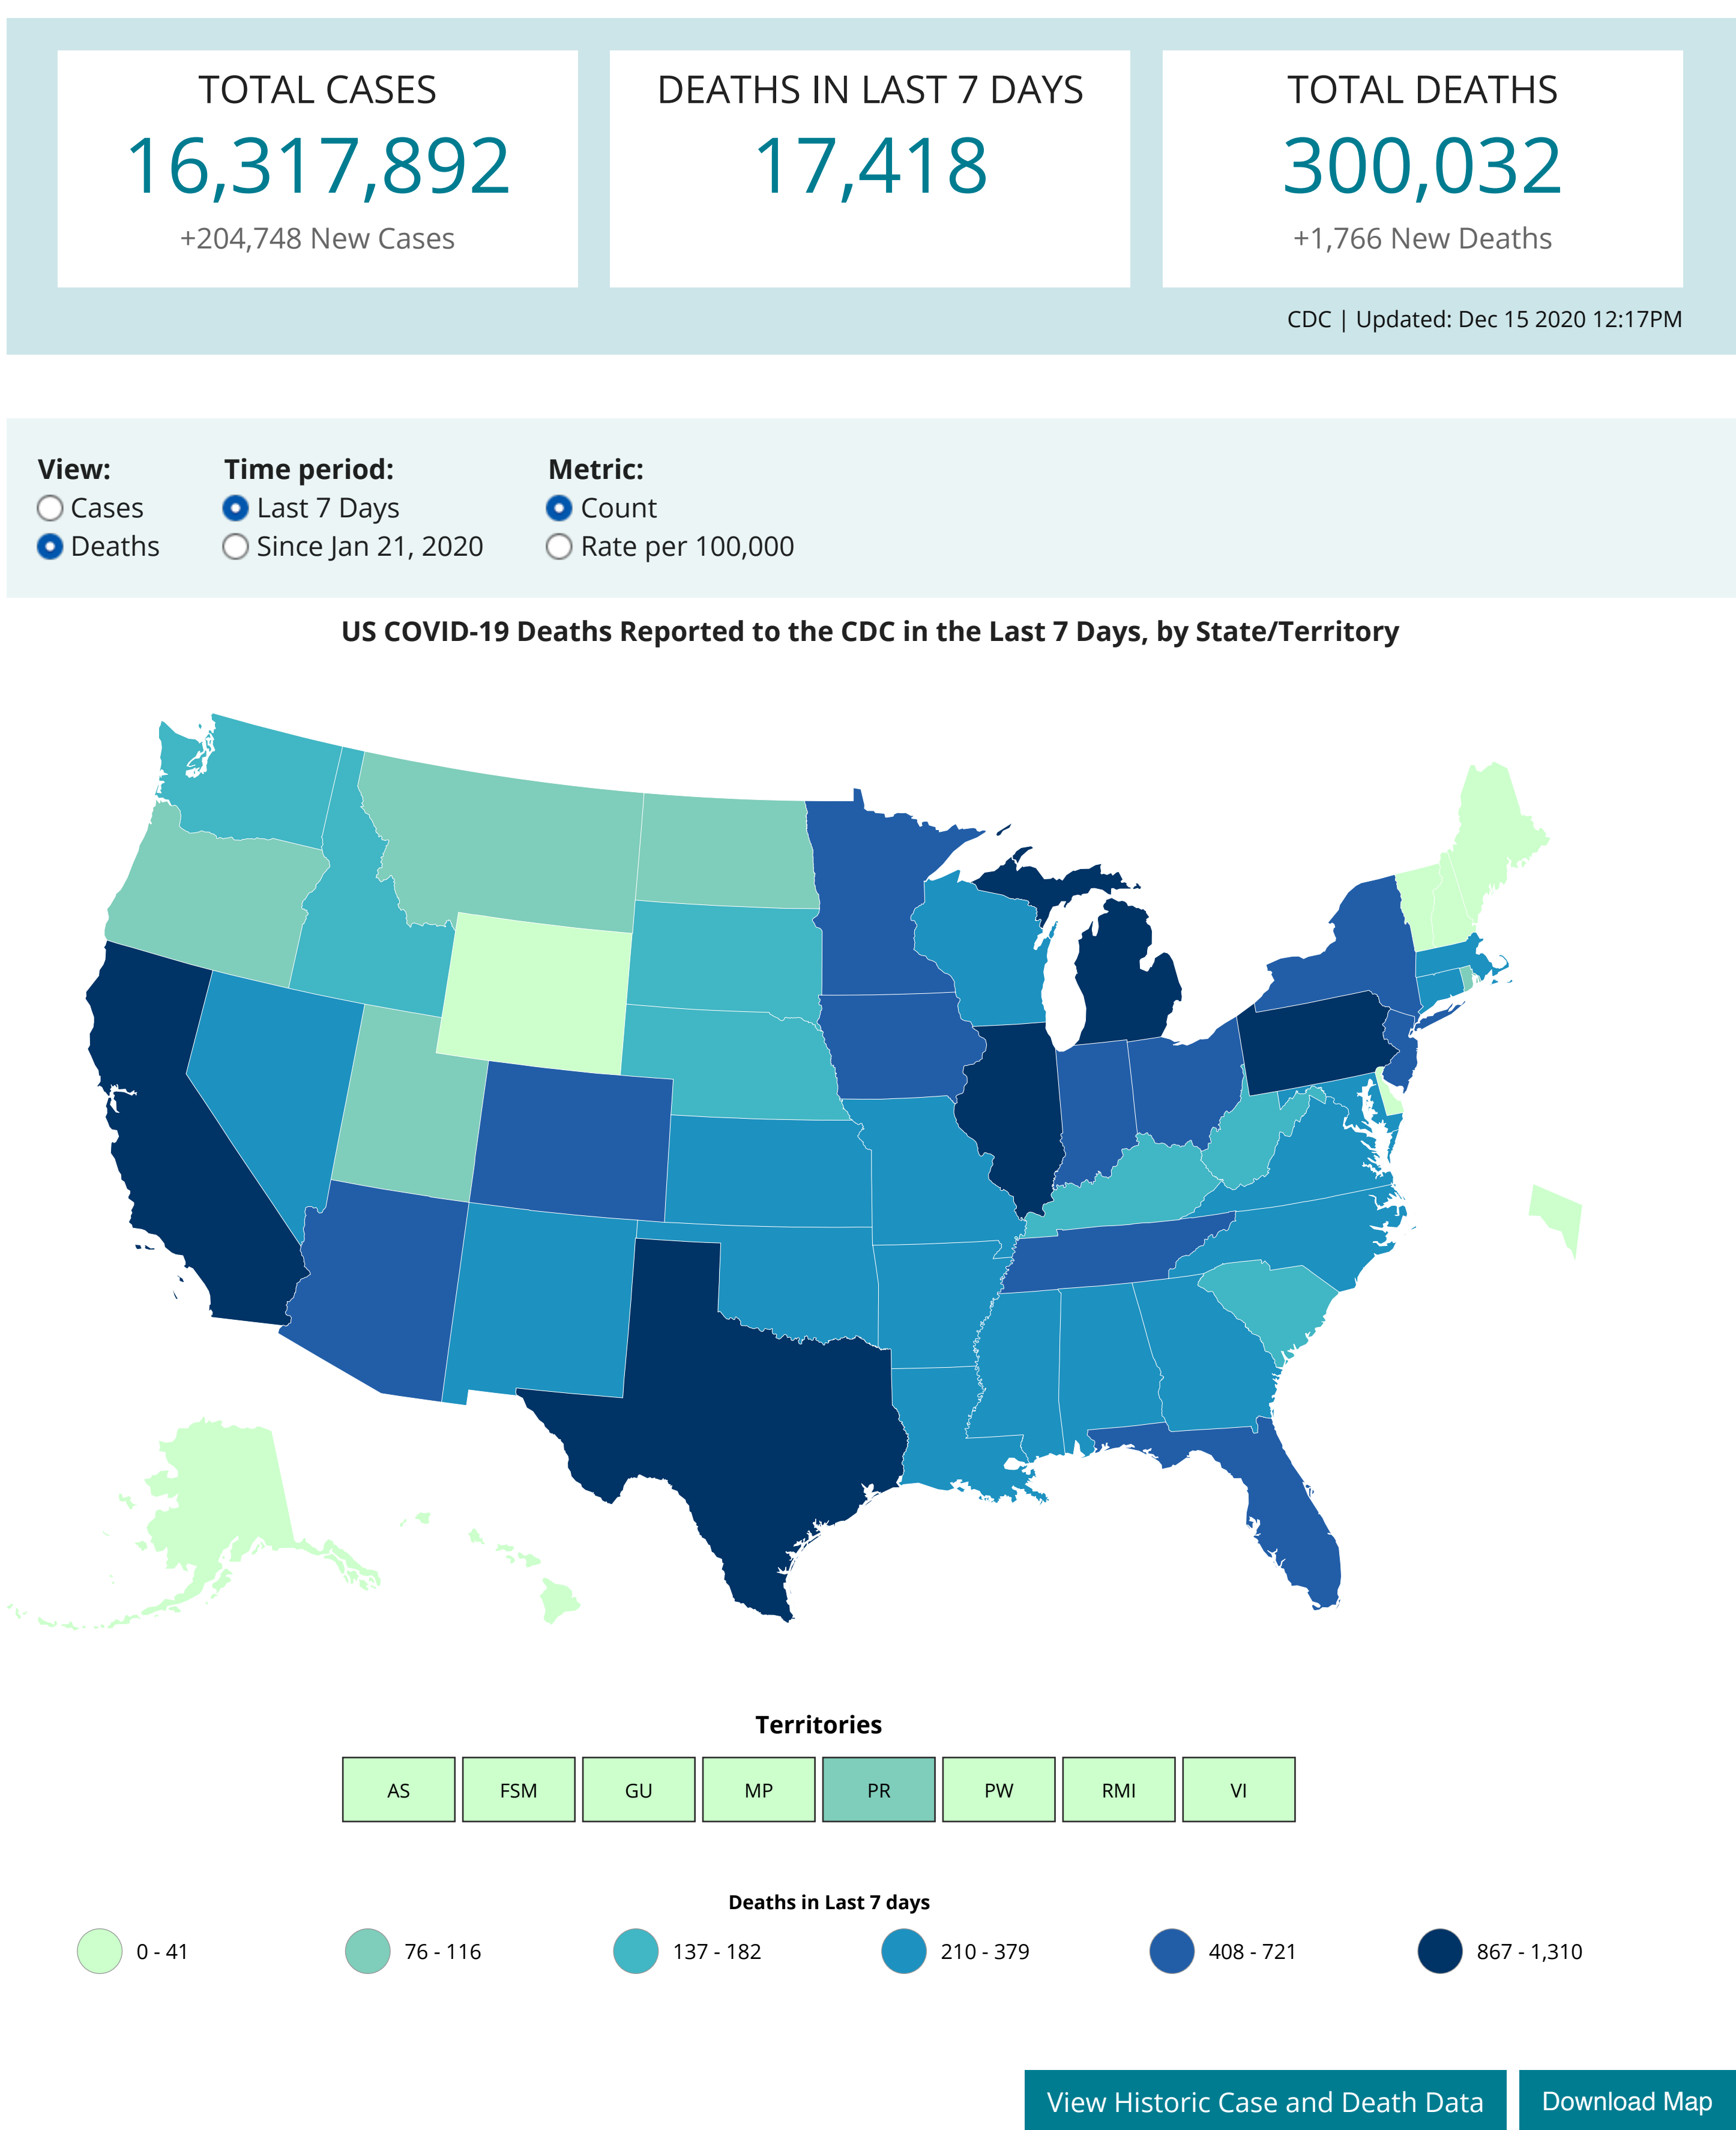 TOTAL CASES
16,317,892
+204,748 New Cases
DEATHS IN LAST 7 DAYS
17,418
TOTAL DEATHS
300,032
+1,766 New Deaths
CDC | Updated: Dec 15 2020 12:17PM
View:
Cases
Deaths
Time period:
Last 7 Days
Since Jan 21, 2020
Metric:
Count
Rate per 100,000
US COVID-19 Deaths Reported to the CDC in the Last 7 Days, by State/Territory
Territories
AS FSM GU MP PR PW RMI VI
Deaths in Last 7 days
0 - 41 76 - 116 137 - 182 210 - 379 408 - 721 867 - 1,310
View Historic Case and Death Data
Download Map